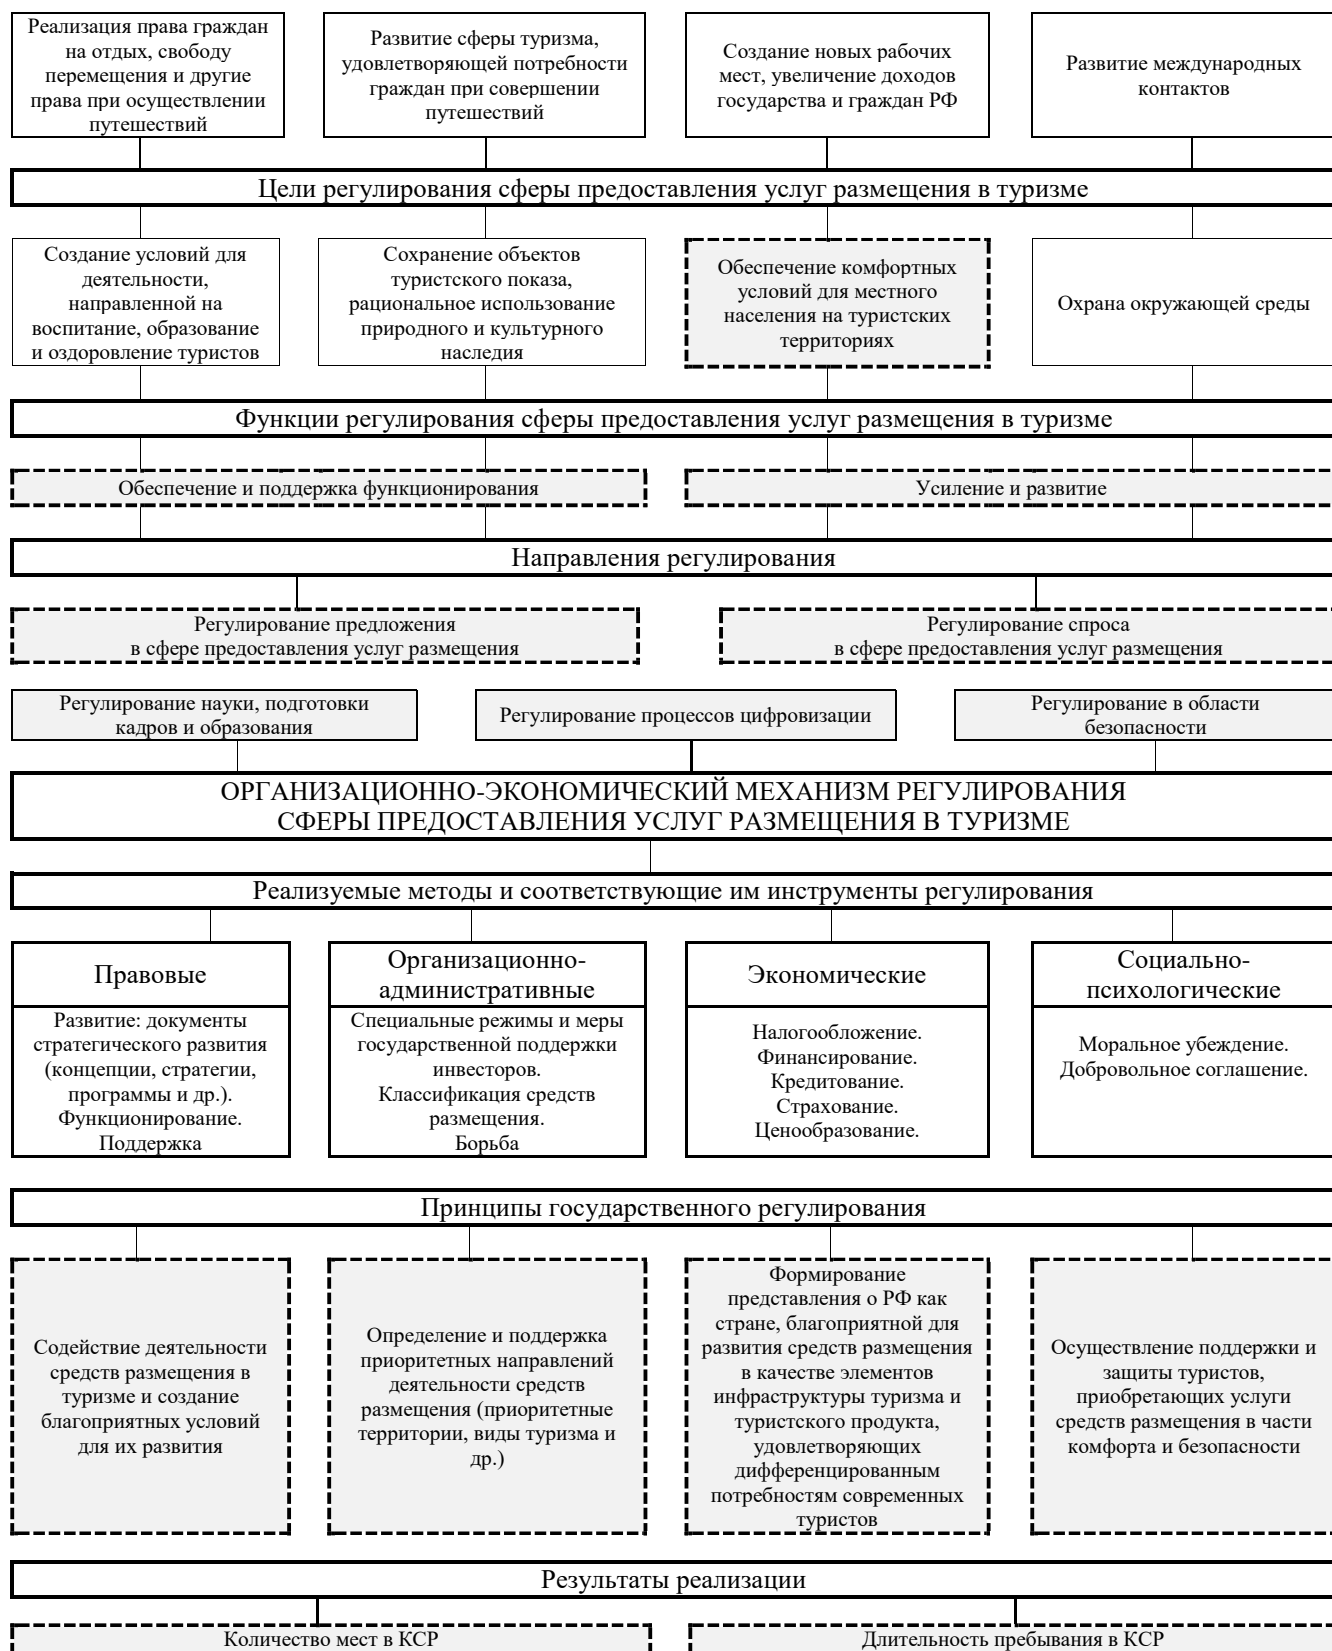 Реализация права граждан
на отдых, свободу
перемещения и другие
права при осуществлении
путешествий
Развитие сферы туризма,
удовлетворяющей потребности
граждан при совершении
путешествий
Создание новых рабочих
мест, увеличение доходов
государства и граждан РФ
Развитие международных
контактов
Цели регулирования сферы предоставления услуг размещения в туризме
Создание условий для
деятельности,
направленной на
воспитание, образование
и оздоровление туристов
Сохранение объектов
туристского показа,
рациональное использование
природного и культурного
наследия
Обеспечение комфортных
условий для местного
населения на туристских
территориях
Охрана окружающей среды
Функции регулирования сферы предоставления услуг размещения в туризме
Обеспечение и поддержка функционирования
Усиление и развитие
Направления регулирования
Регулирование предложения
в сфере предоставления услуг размещения
Регулирование спроса
в сфере предоставления услуг размещения
Регулирование науки, подготовки
кадров и образования
Регулирование процессов цифровизации
Регулирование в области
безопасности
ОРГАНИЗАЦИОННО-ЭКОНОМИЧЕСКИЙ МЕХАНИЗМ РЕГУЛИРОВАНИЯ
СФЕРЫ ПРЕДОСТАВЛЕНИЯ УСЛУГ РАЗМЕЩЕНИЯ В ТУРИЗМЕ
Реализуемые методы и соответствующие им инструменты регулирования
Правовые
Развитие: документы
стратегического развития
(концепции, стратегии,
программы и др.).
Функционирование.
Поддержка
Организационно-
административные
Специальные режимы и меры
государственной поддержки
инвесторов.
Классификация средств
размещения.
Борьба
Экономические
Налогообложение.
Финансирование.
Кредитование.
Страхование.
Ценообразование.
Социально-
психологические
Моральное убеждение.
Добровольное соглашение.
Принципы государственного регулирования
Содействие деятельности
средств размещения в
туризме и создание
благоприятных условий
для их развития
Определение и поддержка
приоритетных направлений
деятельности средств
размещения (приоритетные
территории, виды туризма и
др.)
Формирование
представления о РФ как
стране, благоприятной для
развития средств размещения
в качестве элементов
инфраструктуры туризма и
туристского продукта,
удовлетворяющих
дифференцированным
потребностям современных
туристов
Осуществление поддержки и
защиты туристов,
приобретающих услуги
средств размещения в части
комфорта и безопасности
Результаты реализации
Количество мест в КСР
Длительность пребывания в КСР